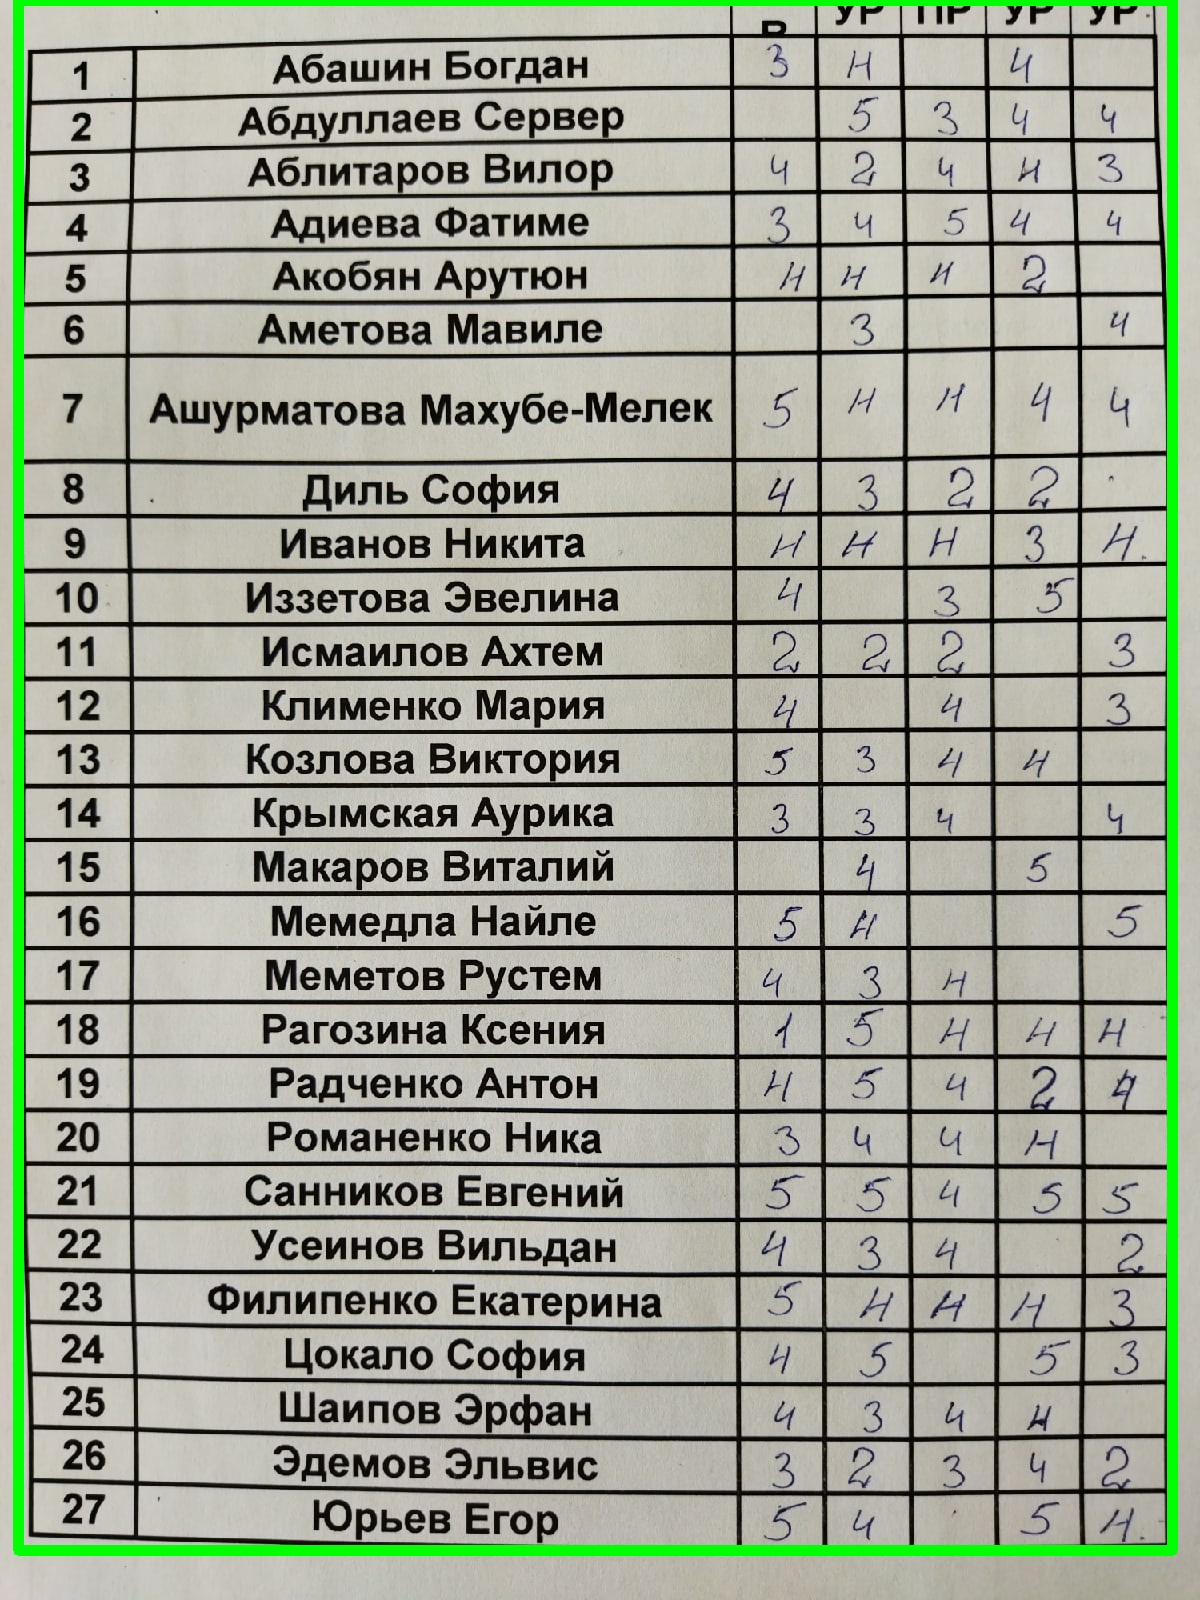 В УР ПР УР УР
1 Абашин Богдан 3 н 4
2 Абдуллаев Сервер 5 3 4 4
3 Аблитаров Вилор 4 2 4 н 3
4 Адиева Фатиме 3 4 5 4 4
5 Акобян Арутюн н н н 2
6 Аметова Мавиле 3 4
7 Ашурматова Махубе-Мелек 5 н н 4 4
8 Диль София 4 3 2 2
9 Иванов Никита н н н 3 н.
10 Иззетова Эвелина 4 3 5
11 Исмаилов Ахтем 2 2 2 3
12 Клименко Мария 4 4 3
13 Козлова Виктория 5 3 4 4
14 Крымская Аурика 3 3 4 4
15 Макаров Виталий 4 5
16 Мемедла Найле 5 4 5
17 Меметов Рустем 4 3 н
18 Рагозина Ксения 1 5 н н н
19 Радченко Антон н 5 4 2
20 Романенко Ника 3 4 4 н
21 Санников Евгений 5 5 4 5 5
22 Усеинов Вильдан 4 3 4 2
23 Филипенко Екатерина 5 н н н 3
24 Цокало София 4 5 5 3
25 Шаипов Эрфан 4 3 4
26 Эдемов Эльвис 3 2 3 4 2
27 Юрьев Егор 5 4 5 н.